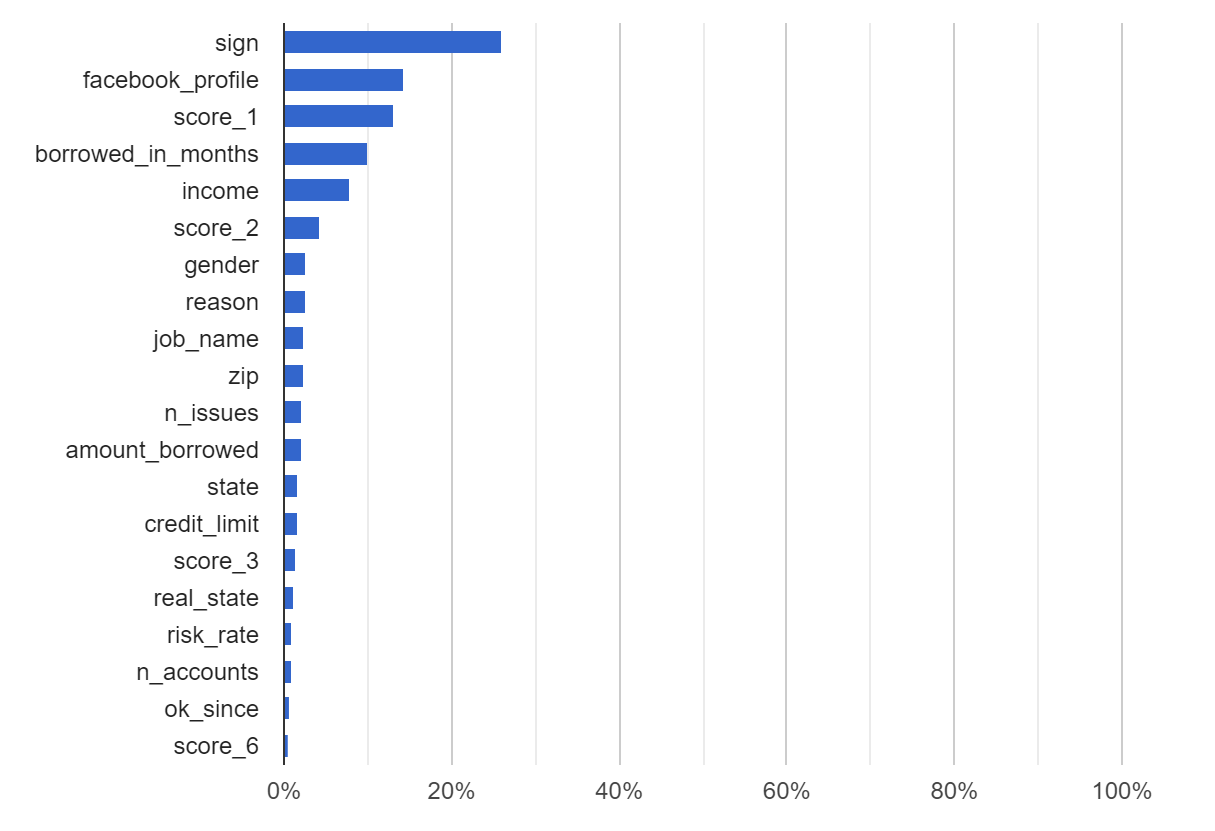 sign
facebook_profile
score_1
borrowed_in_months
income
score_2
gender
reason
job_name
zip
n_issues
amount_borrowed
state
credit_limit
score_3
real_state
risk_rate
n_accounts
ok_since
score_6
0% 20% 40% 60% 80% 100%